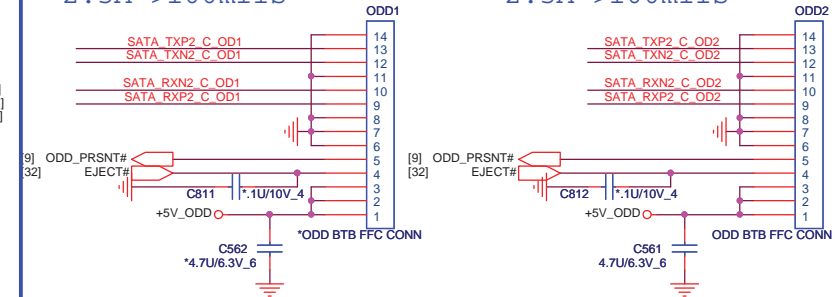 2.5A >100mils
ODD1
14
SATA_TXP2_C_OD1
13
SATA_TXN2_C_OD1
12
11
SATA_RXN2_C_OD1
10
SATA_RXP2_C_OD1
9
8
7
6
[9] ODD_PRSNT#
5
[32] EJECT#
4
C811
*.1U/10V_4
3
2
+5V_ODD
1
*ODD BTB FFC CONN
C562
*4.7U/6.3V_6
2.5A >100mils
ODD2
14
SATA_TXP2_C_OD2
13
SATA_TXN2_C_OD2
12
11
SATA_RXN2_C_OD2
10
SATA_RXP2_C_OD2
9
8
7
6
[9] ODD_PRSNT#
5
[32] EJECT#
4
C812
*.1U/10V_4
3
2
+5V_ODD
1
ODD BTB FFC CONN
C561
4.7U/6.3V_6